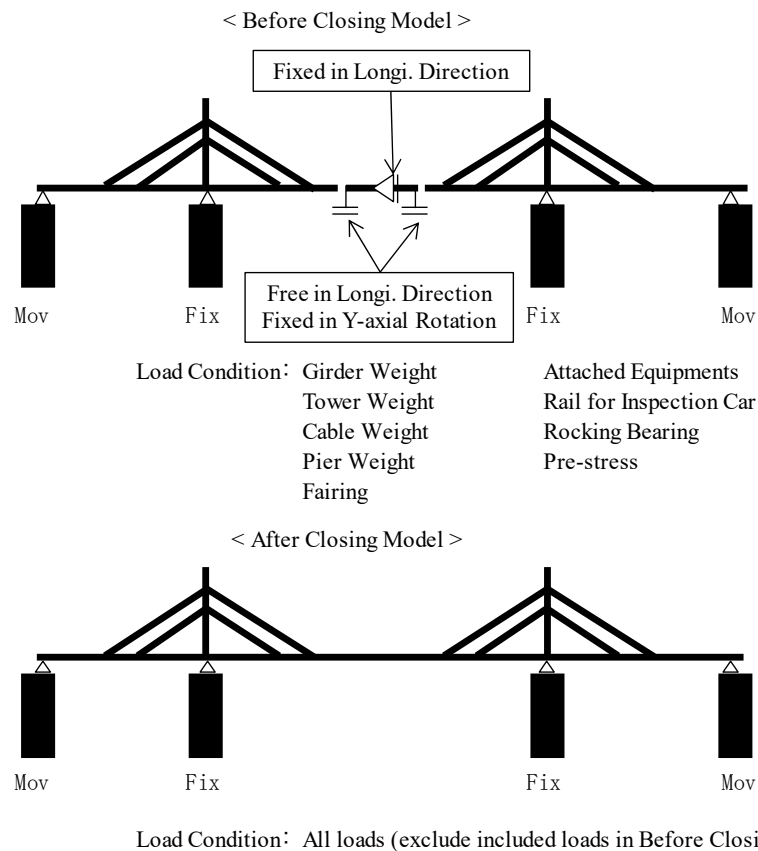 < Before Closing Model >
Fixed in Longi. Direction
Mov Fix Fix Mov
Free in Longi. Direction
Fixed in Y-axial Rotation
Load Condition: Girder Weight Attached Equipments
Tower Weight Rail for Inspection Car
Cable Weight Rocking Bearing
Pier Weight Pre-stress
Fairing
< After Closing Model >
Mov Fix Fix Mov
Load Condition: All loads (exclude included loads in Before Closi